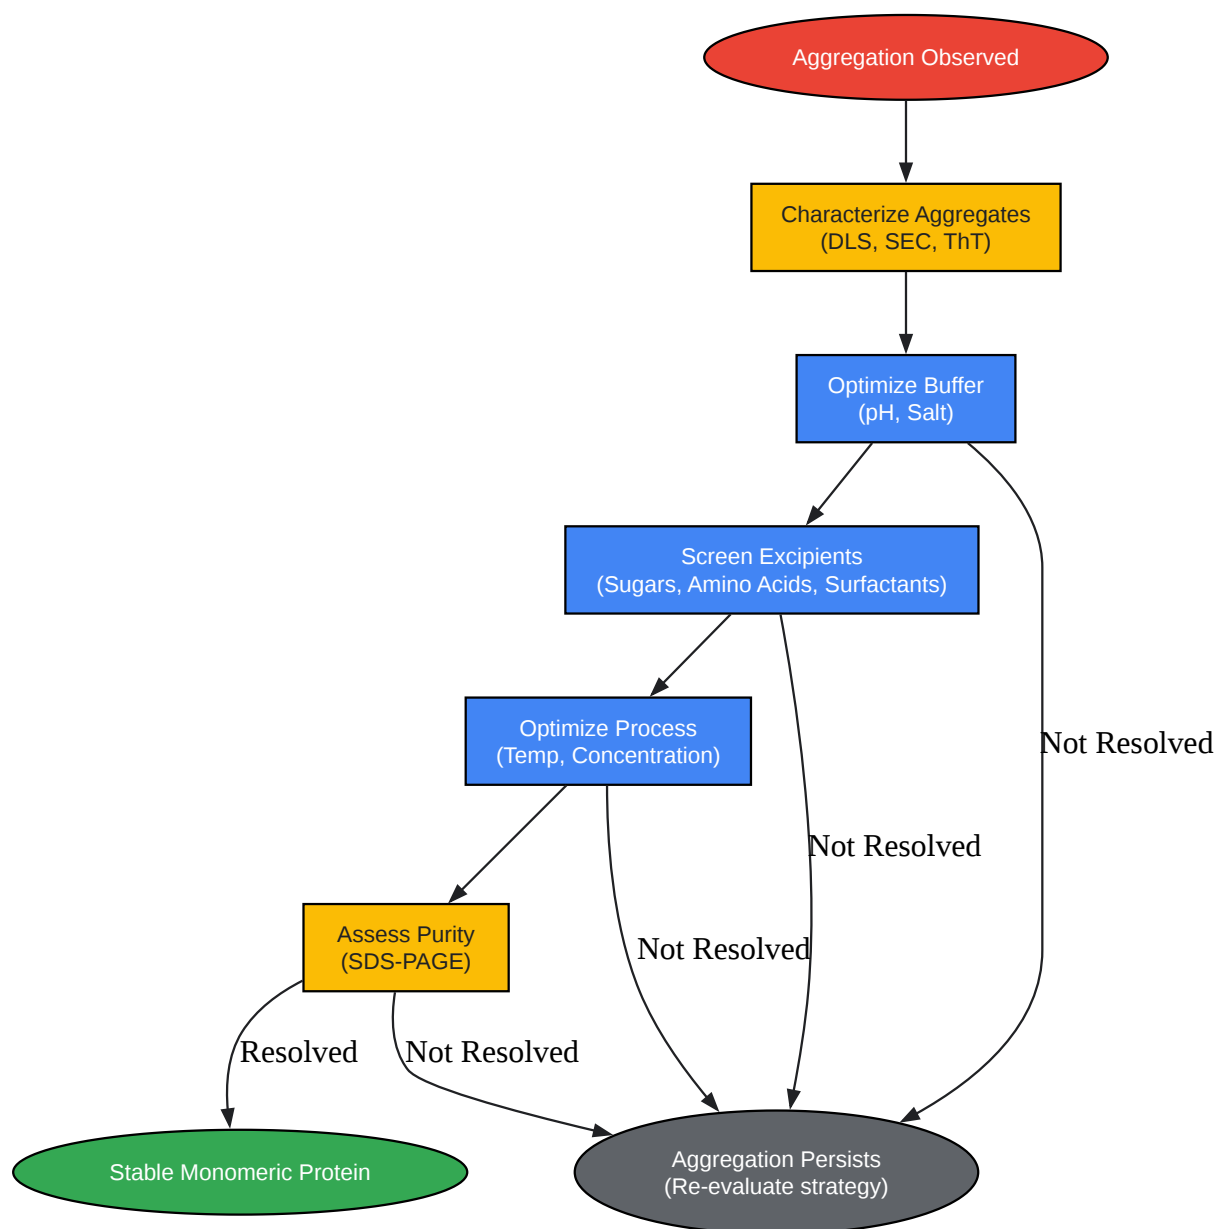 Aggregation Observed
Characterize Aggregates
(DLS, SEC, ThT)
Optimize Buffer
(pH, Salt)
Screen Excipients
(Sugars, Amino Acids, Surfactants)
Optimize Process
(Temp, Concentration)
Not Resolved
Not Resolved
Assess Purity
(SDS-PAGE)
Not Resolved
Resolved
Not Resolved
Stable Monomeric Protein
Aggregation Persists
(Re-evaluate strategy)